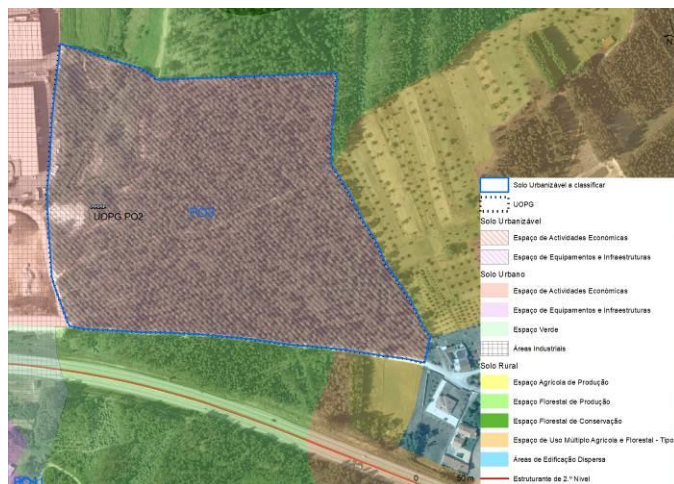 UOPG PO2
PO2
Solo Urbanizável a classificar
UOPG
Solo Urbanizável
Espaço de Actividades Económicas
Espaço de Equipamentos e Infraestruturas
Solo Urbano
Espaço de Actividades Económicas
Espaço de Equipamentos e Infraestruturas
Espaço Verde
Áreas Industriais
Solo Rural
Espaço Agrícola de Produção
Espaço Florestal de Produção
Espaço Florestal de Conservação
Espaço de Uso Múltiplo Agrícola e Florestal - Tipo
Áreas de Edificação Dispersa
Estruturante de 2.º Nível
0 50 m